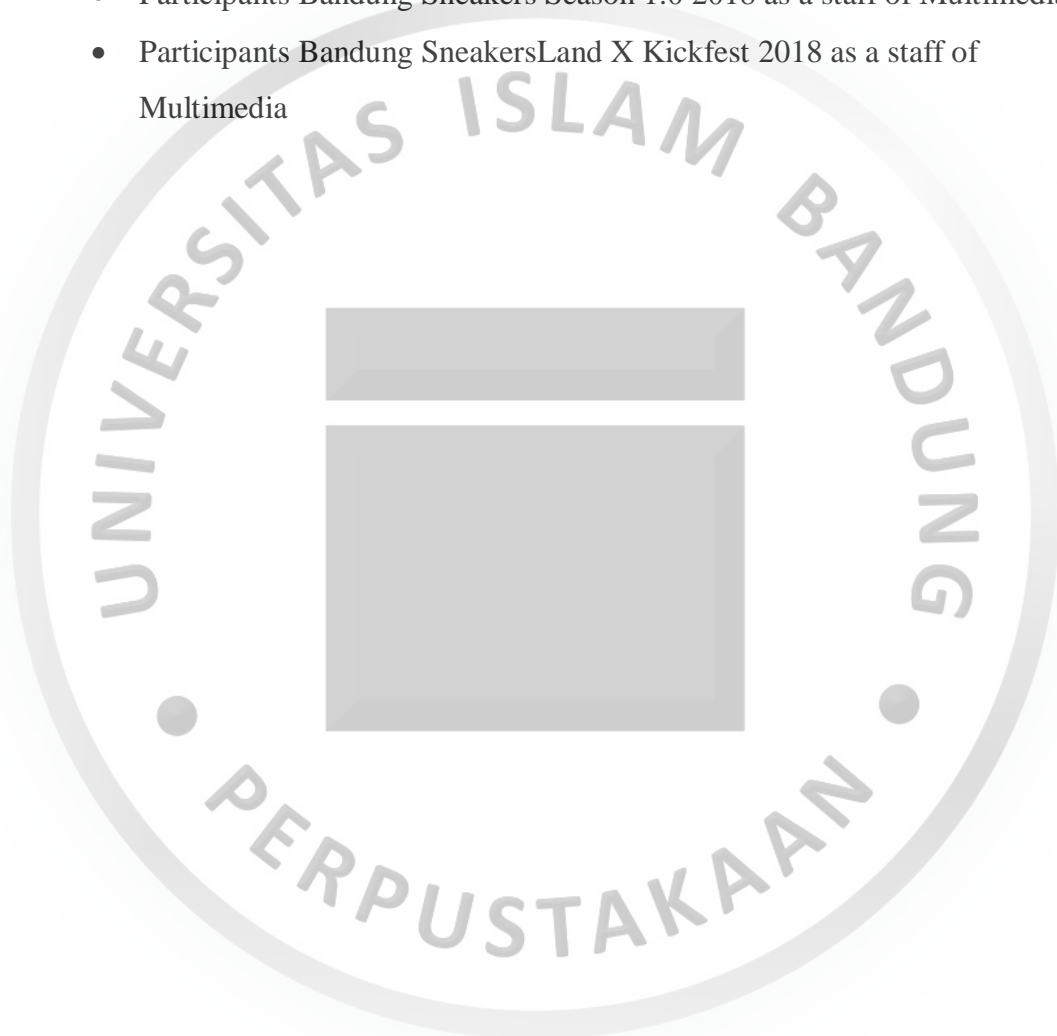 • Participants Bandung Sneakers Season 1.0 2018 as a staff of Multimedia
• Participants Bandung SneakersLand X Kickfest 2018 as a staff of
Multimedia
UNIVERSITAS ISLAM BANDUNG
• PERPUSTAKAAN •